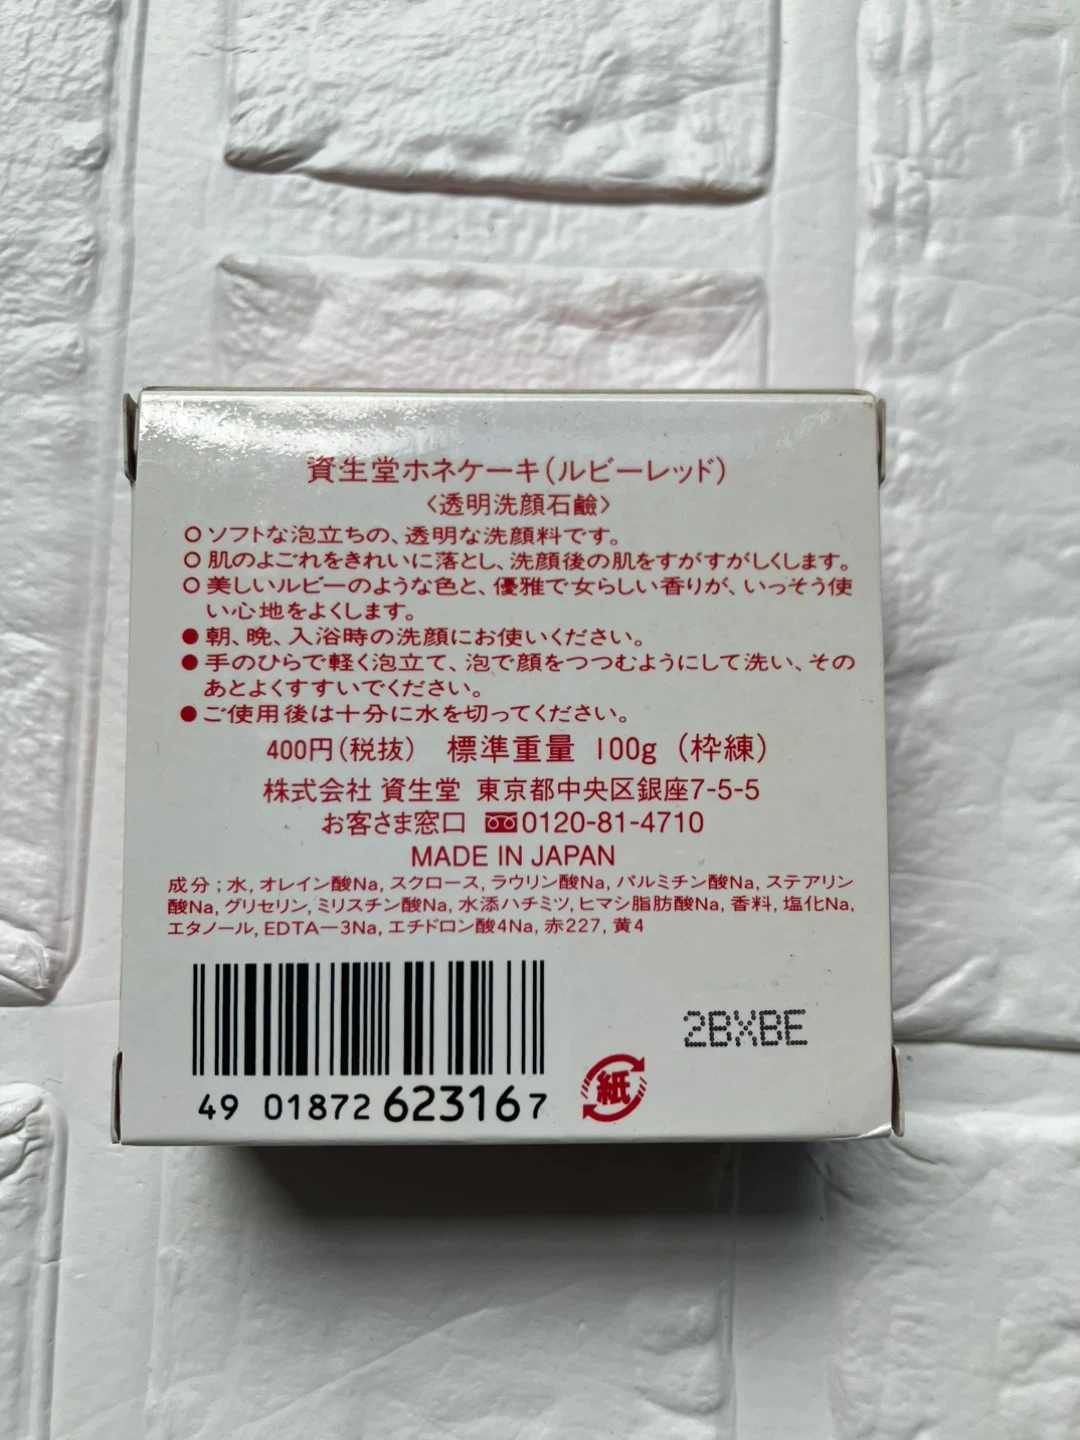 資生堂ホネケーキ(ルビーレッド)
〈透明洗顔石鹼〉
○ソフトな泡立ちの、透明な洗顔料です。
○肌のよごれをきれいに落とし、洗顔後の肌をすがすがしくします。
○美しいルビーのような色と、優雅で女らしい香りが、いっそう使
い心地をよくします。
●朝、晩、入浴時の洗顔にお使いください。
●手のひらで軽く泡立て、泡で顔をつつむようにして洗い、その
あとよくすすいでください。
●ご使用後は十分に水を切ってください。
400円(税抜) 標準重量 100g (枠練)
株式会社 資生堂 東京都中央区銀座7-5-5
お客さま窓口 0120-81-4710
MADE IN JAPAN
成分;水, オレイン酸Na, スクロース, ラウリン酸Na, パルミチン酸Na, ステアリン
酸Na, グリセリン, ミリスチン酸Na, 水添ハチミツ, ヒマシ脂肪酸Na, 香料, 塩化Na,
エタノール, EDTA―3Na, エチドロン酸4Na, 赤227, 黄4
2BXBE
紙
49 01872 623167